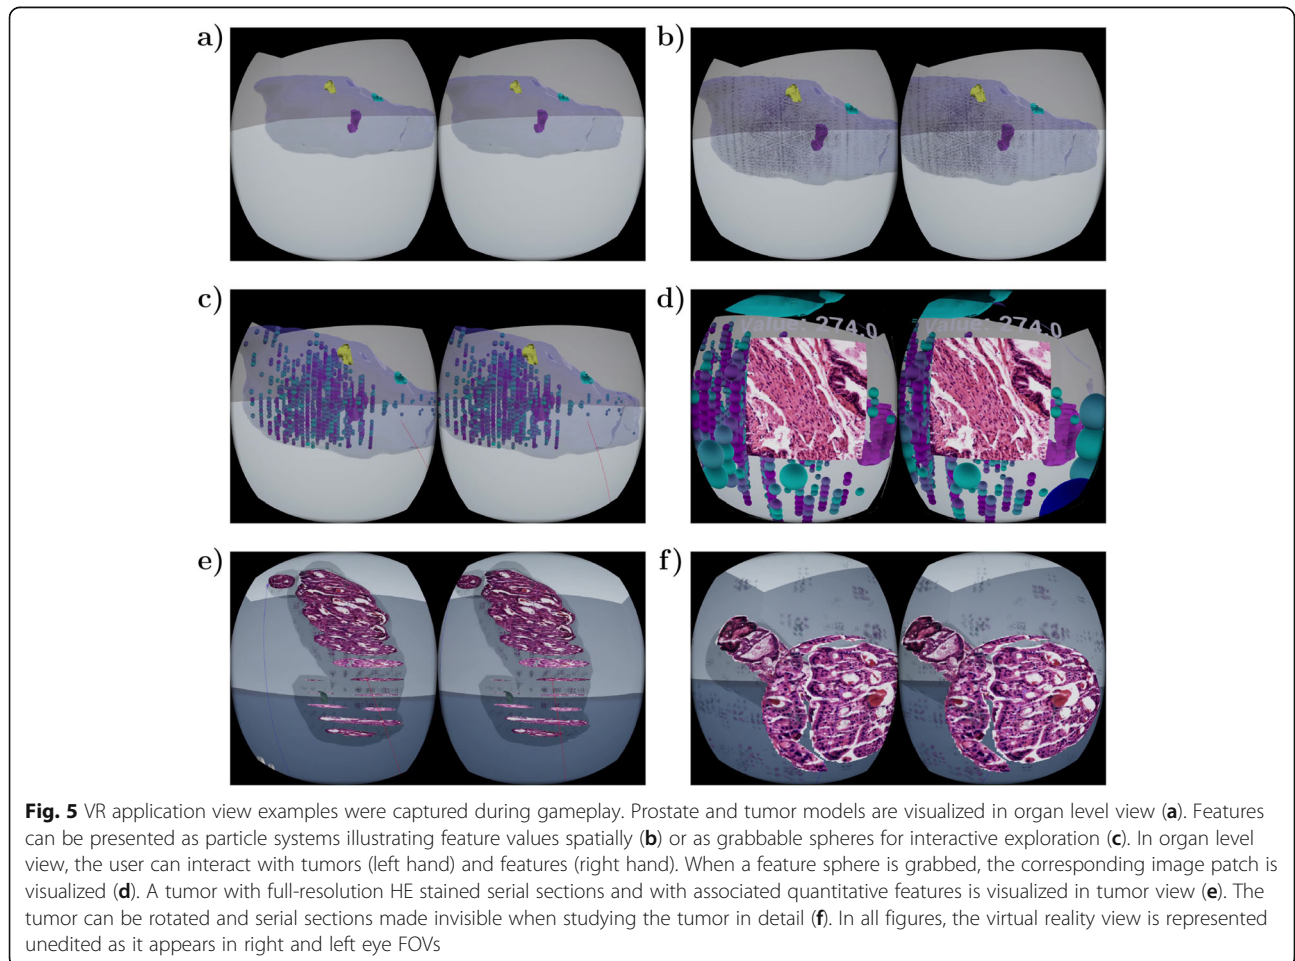 a)
b)
c)
d)
Value: 274.0
Value: 274.0
e)
f)
Fig. 5 VR application view examples were captured during gameplay. Prostate and tumor models are visualized in organ level view (a). Features
can be presented as particle systems illustrating feature values spatially (b) or as grabbable spheres for interactive exploration (c). In organ level
view, the user can interact with tumors (left hand) and features (right hand). When a feature sphere is grabbed, the corresponding image patch is
visualized (d). A tumor with full-resolution HE stained serial sections and with associated quantitative features is visualized in tumor view (e). The
tumor can be rotated and serial sections made invisible when studying the tumor in detail (f). In all figures, the virtual reality view is represented
unedited as it appears in right and left eye FOVs